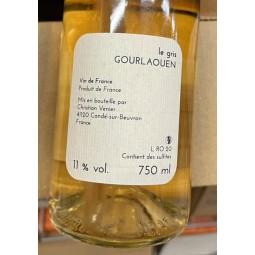 le gris
GOURLAOUEN
Vin de France
Produit de France
Mis en bouteille par
Christian Venier
41120 Candé-sur-Beuvron
France
L RO 20
Contient des sulfites
11 % vol.
750 ml